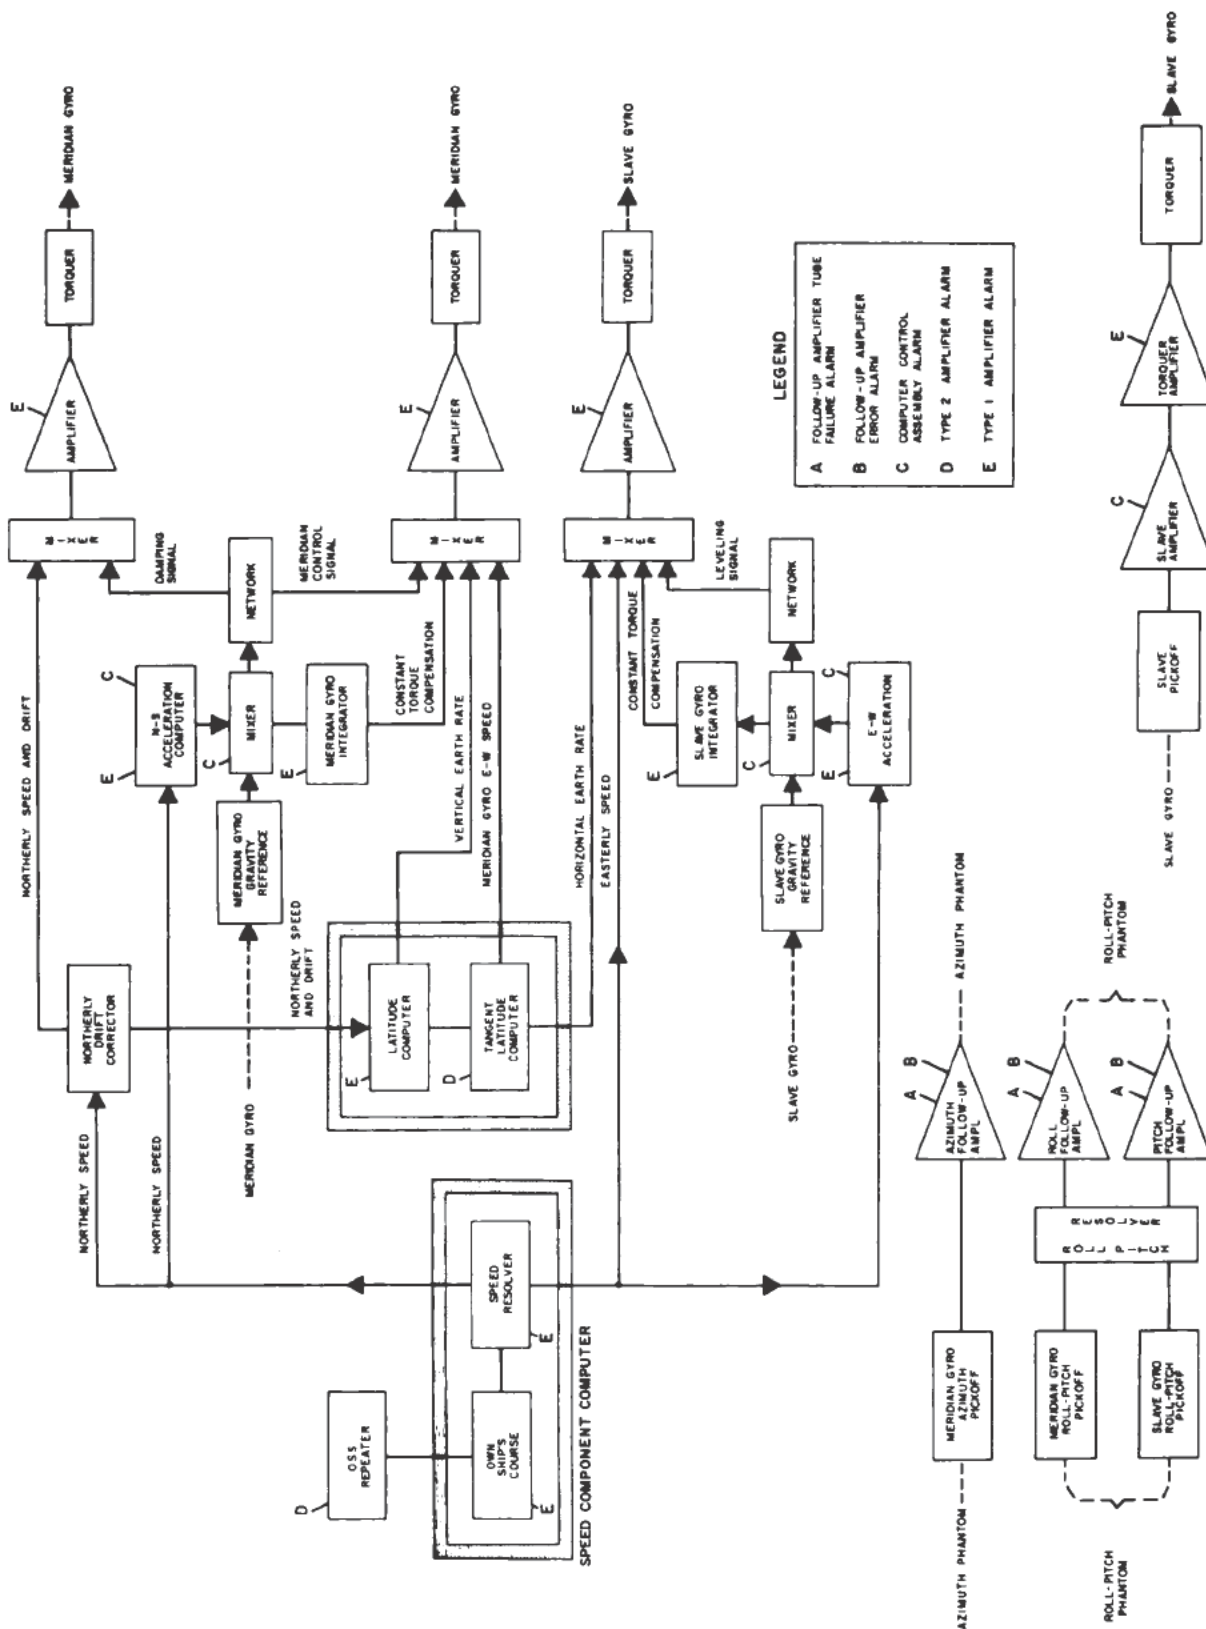 NORTHERLY SPEED
NORTHERLY SPEED
NORTHERLY
DRIFT
CORRECTOR
NORTHERLY SPEED AND DRIFT
MIXER
E
AMPLIFIER
TORQUER
MERIDIAN GYRO
DAMPING
SIGNAL
E
N-S
ACCELERATION
COMPUTER
C
MERIDIAN GYRO
MERIDIAN GYRO
GRAVITY
REFERENCE
C
MIXER
NETWORK
MERIDIAN
CONTROL
SIGNAL
E
MERIDIAN GYRO
INTEGRATOR
NORTHERLY SPEED
AND DRIFT
CONSTANT
TORQUE
COMPENSATION
VERTICAL EARTH RATE
MERIDIAN GYRO E-W SPEED
MIXER
E
AMPLIFIER
TORQUER
MERIDIAN GYRO
D
OSS
REPEATER
OWN
SHIP'S
COURSE
E
SPEED
RESOLVER
E
SPEED COMPONENT COMPUTER
LATITUDE
COMPUTER
E
TANGENT
LATITUDE
COMPUTER
D
HORIZONTAL EARTH RATE
EASTERLY SPEED
CONSTANT TORQUE
COMPENSATION
LEVELING
SIGNAL
MIXER
E
AMPLIFIER
TORQUER
SLAVE GYRO
SLAVE GYRO
INTEGRATOR
E
SLAVE GYRO
SLAVE GYRO
GRAVITY
REFERENCE
C
MIXER
NETWORK
E
E-W
ACCELERATION
C
LEGEND
A FOLLOW-UP AMPLIFIER TUBE
FAILURE ALARM
B FOLLOW-UP AMPLIFIER
ERROR ALARM
C COMPUTER CONTROL
ASSEMBLY ALARM
D TYPE 2 AMPLIFIER ALARM
E TYPE 1 AMPLIFIER ALARM
AZIMUTH PHANTOM
MERIDIAN GYRO
AZIMUTH
PICKOFF
A
B
AZIMUTH
FOLLOW-UP
AMPL
AZIMUTH PHANTOM
ROLL-PITCH
PHANTOM
MERIDIAN GYRO
ROLL-PITCH
PICKOFF
SLAVE GYRO
ROLL-PITCH
PICKOFF
ROLL PITCH
RESOLVER
A
B
ROLL
FOLLOW-UP
AMPL
A
B
PITCH
FOLLOW-UP
AMPL
ROLL-PITCH
PHANTOM
SLAVE GYRO
SLAVE
PICKOFF
C
SLAVE
AMPLIFIER
E
TORQUER
AMPLIFIER
TORQUER
SLAVE GYRO